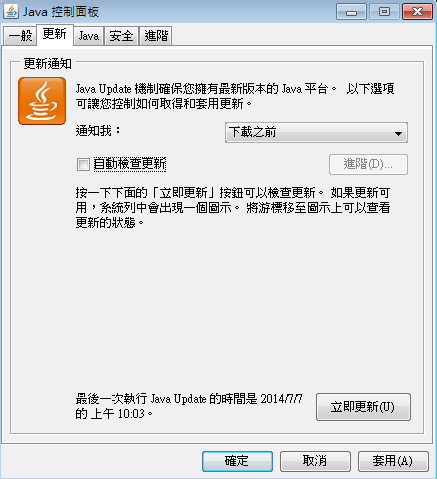 Java 控制面板
一般 更新 Java 安全 進階
更新通知
Java Update 機制確保您擁有最新版本的 Java 平台。 以下選項
可讓您控制如何取得和套用更新。
通知我： 下載之前
自動檢查更新 進階(D)...
按一下下面的「立即更新」按鈕可以檢查更新。 如果更新可
用，系統列中會出現一個圖示。 將游標移至圖示上可以查看
更新的狀態。
最後一次執行 Java Update 的時間是 2014/7/7
的 上午 10:03。
立即更新(U)
確定 取消 套用(A)